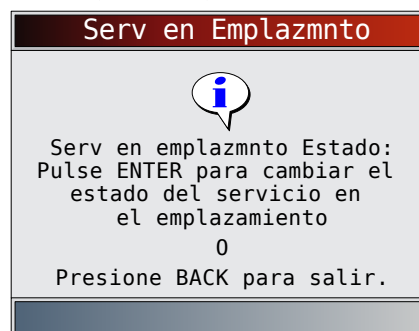 Serv en Emplazmnto
i
Serv en emplazmnto Estado:
Pulse ENTER para cambiar el
estado del servicio en
el emplazamiento
O
Presione BACK para salir.